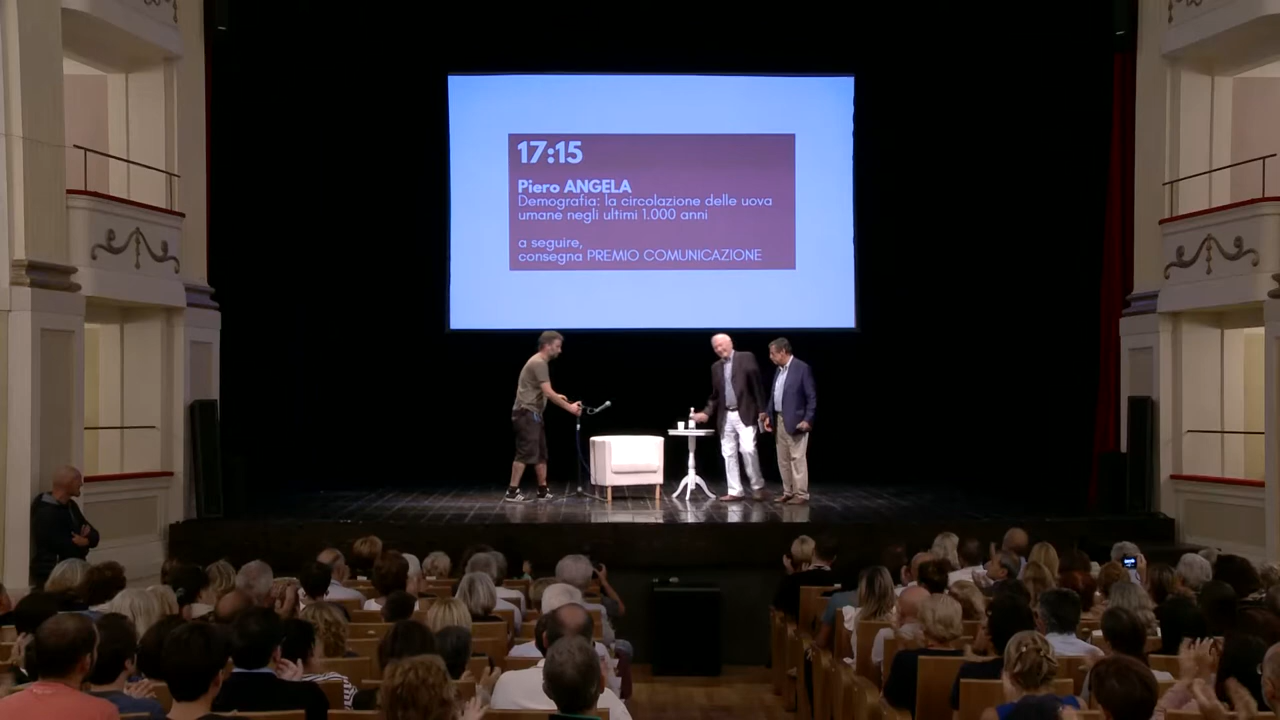 17:15
Piero ANGELA
Demografia: la circolazione delle uova
umane negli ultimi 1.000 anni
a seguire,
consegna PREMIO COMUNICAZIONE